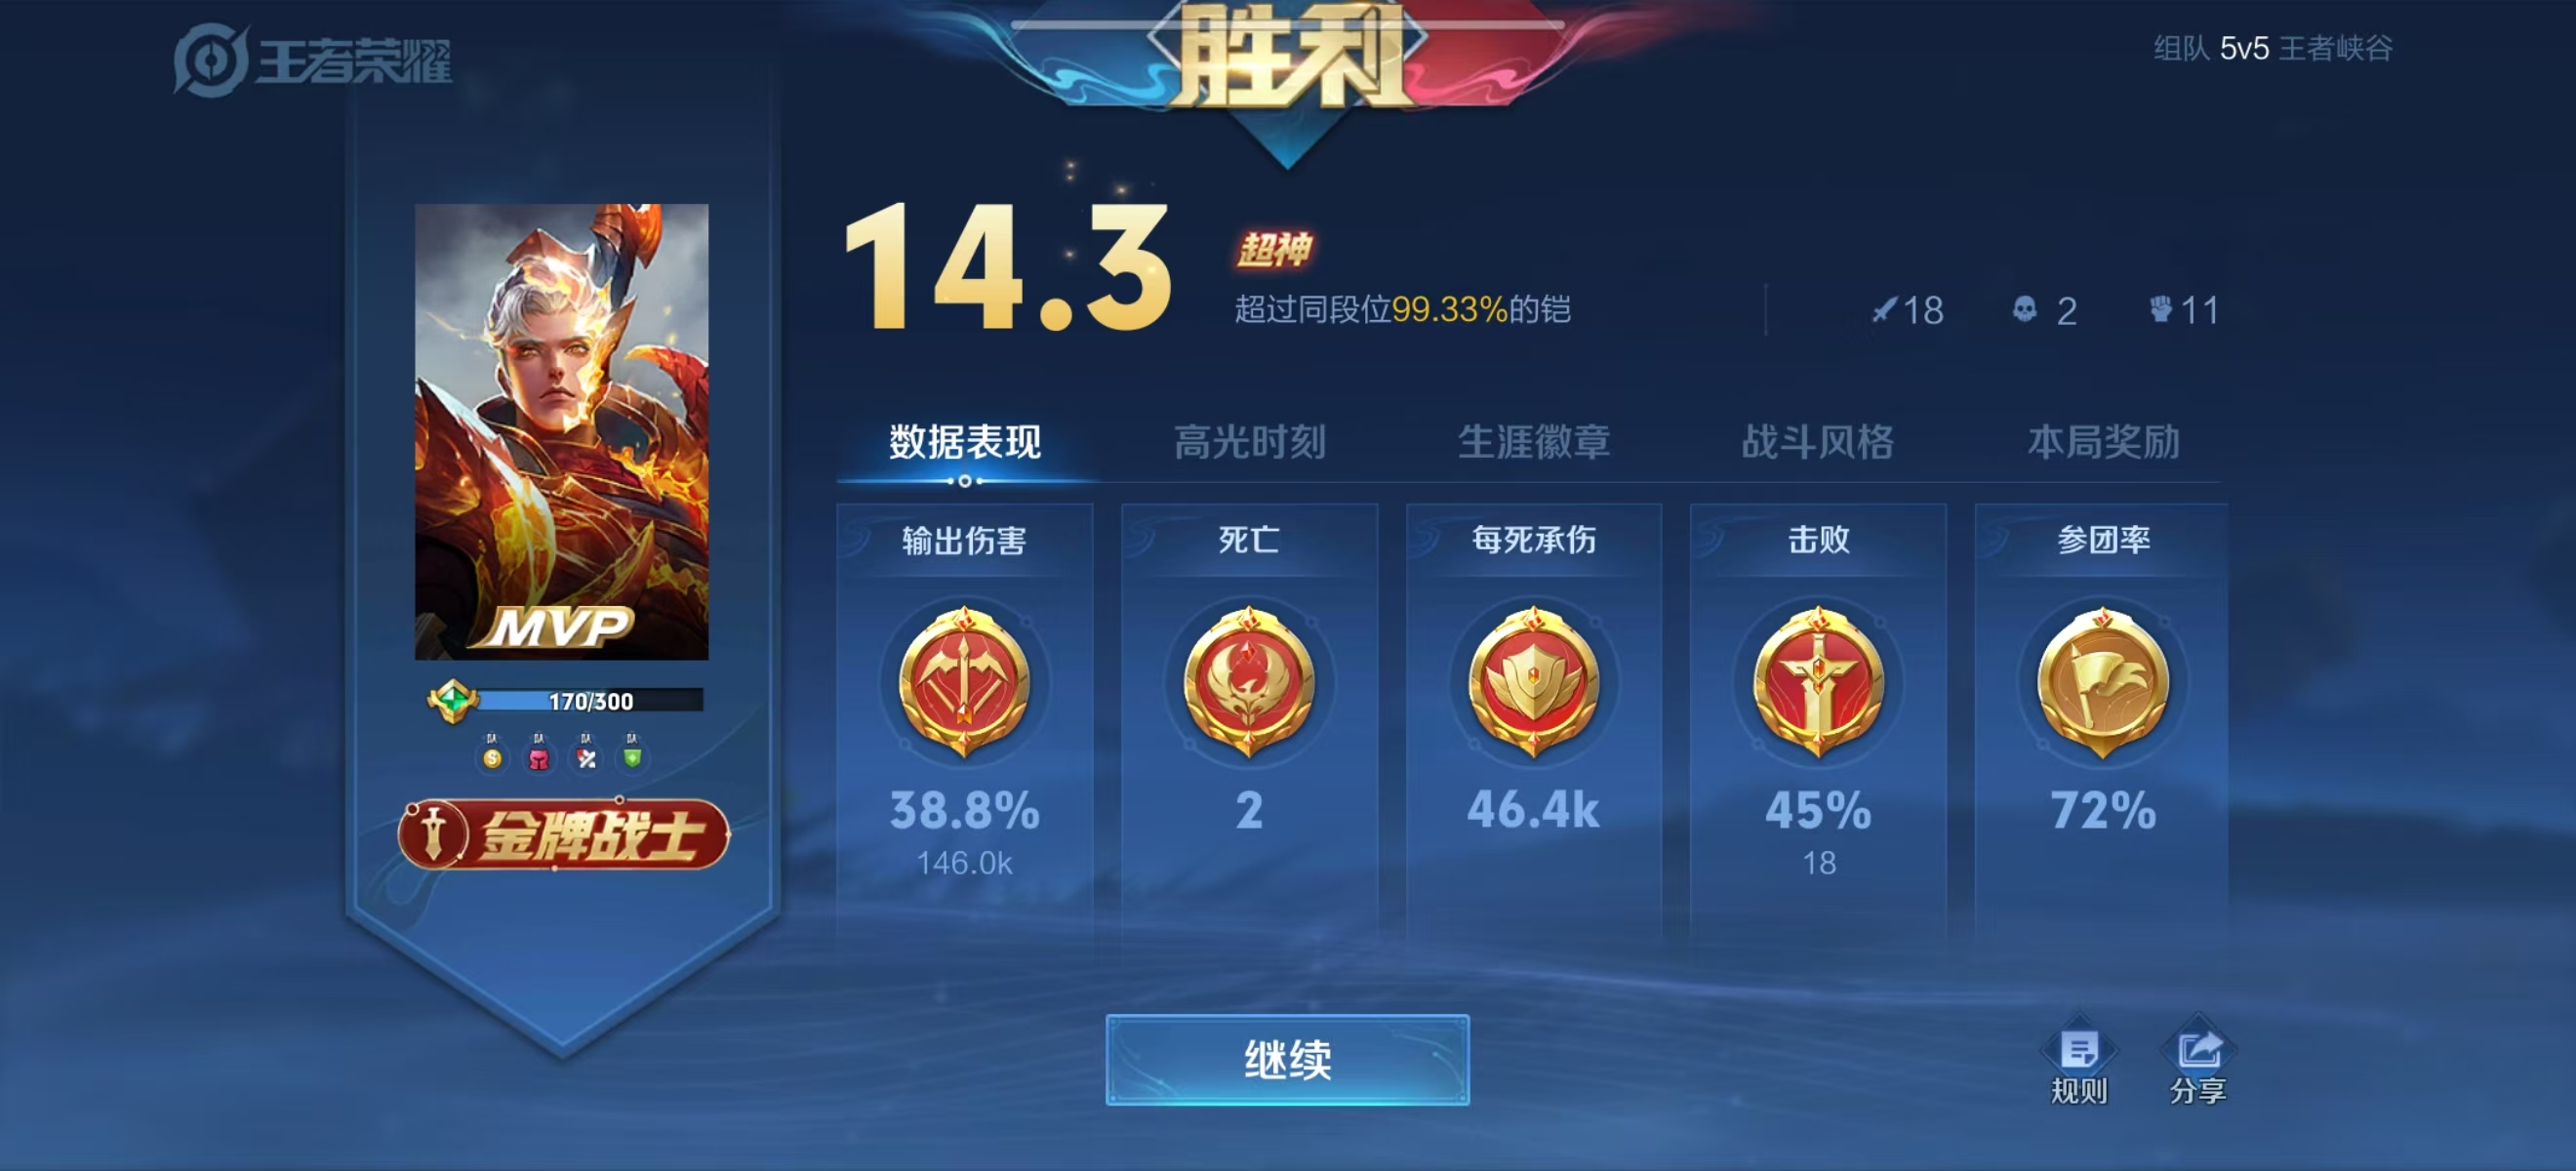 王者荣耀
胜利
组队 5v5 王者峡谷
14.3
超神
超过同段位99.33%的铠
18 2 11
MVP
170/300
队 队 队 队
金牌战士
数据表现 高光时刻 生涯徽章 战斗风格 本局奖励
输出伤害 死亡 每死承伤 击败 参团率
38.8% 2 46.4k 45% 72%
146.0k 18
继续
规则 分享